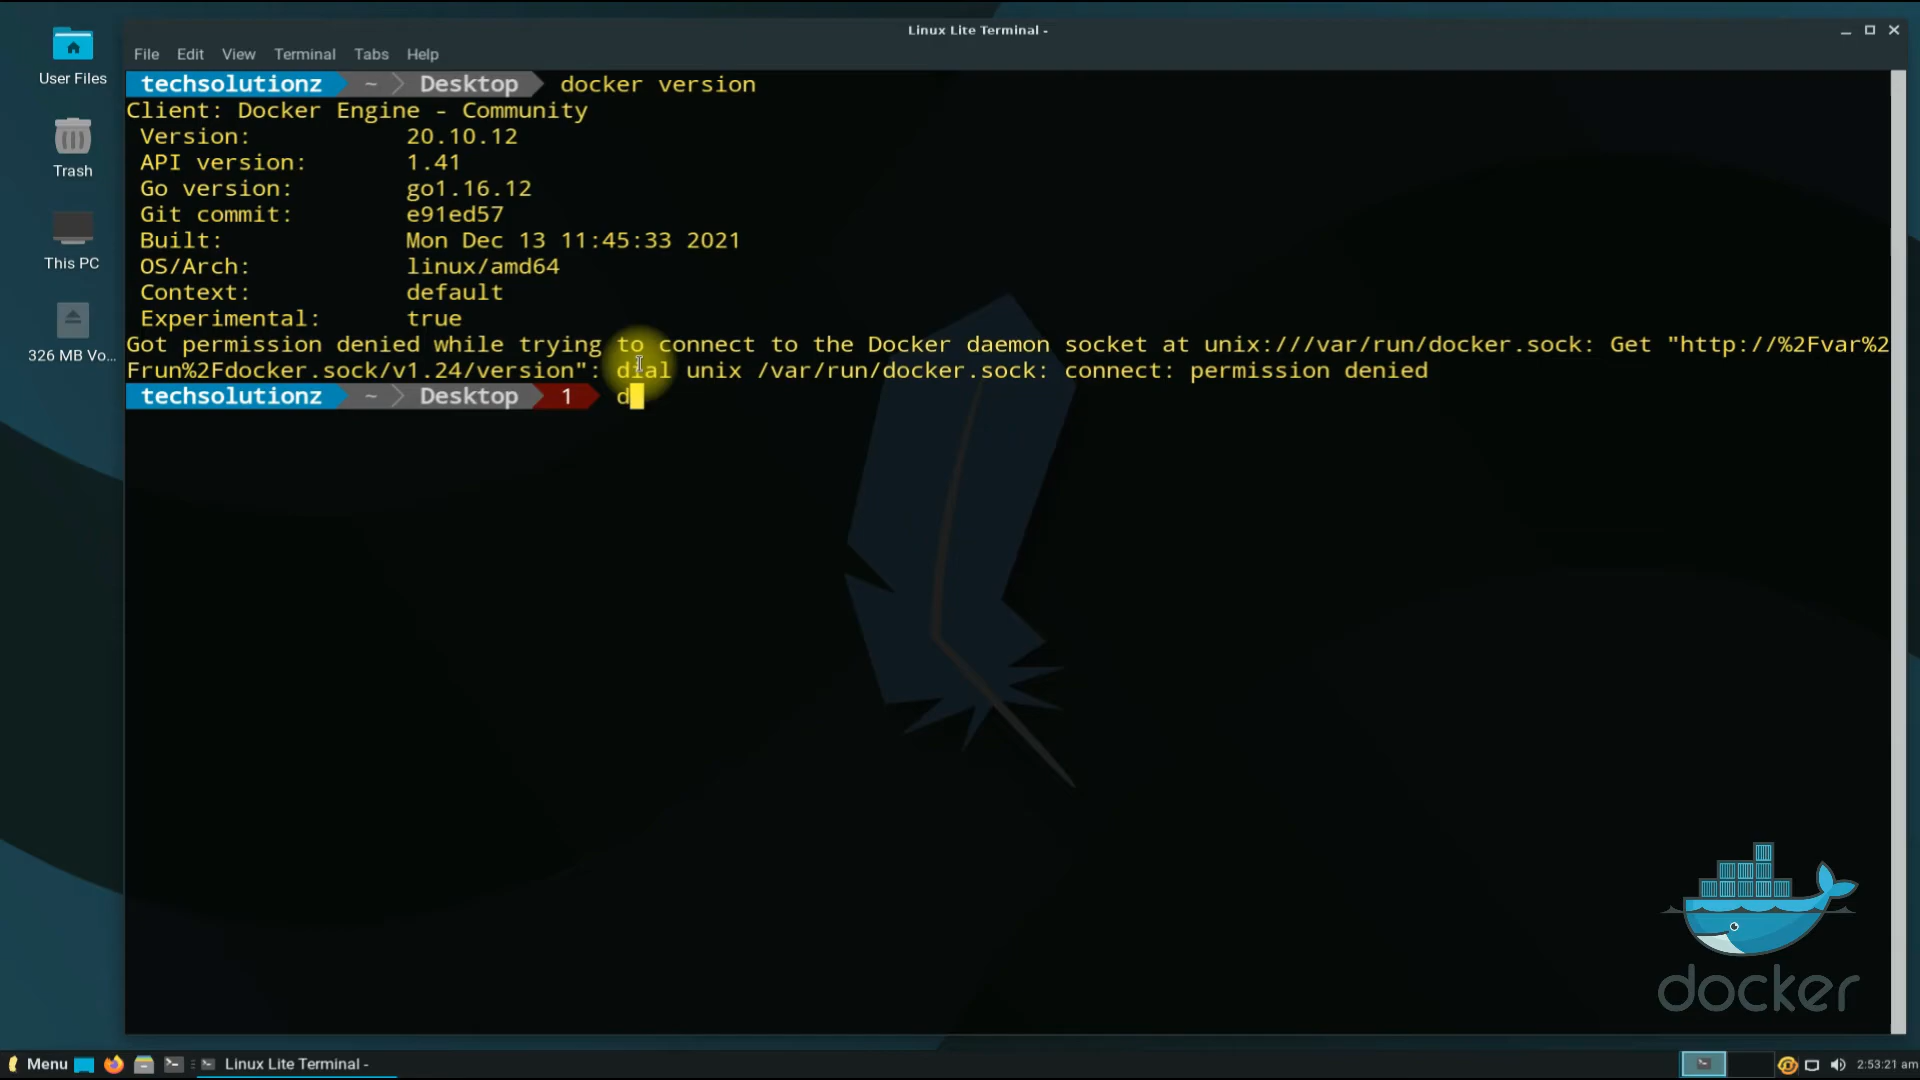 Linux Lite Terminal -
User Files
Trash
This PC
326 MB Vo...
File Edit View Terminal Tabs Help
techsolutionz ~ Desktop docker version
Client: Docker Engine - Community
Version: 20.10.12
API version: 1.41
Go version: go1.16.12
Git commit: e91ed57
Built: Mon Dec 13 11:45:33 2021
OS/Arch: linux/amd64
Context: default
Experimental: true
Got permission denied while trying to connect to the Docker daemon socket at unix:///var/run/docker.sock: Get "http://%2Fvar%2
Frun%2Fdocker.sock/v1.24/version": dial unix /var/run/docker.sock: connect: permission denied
techsolutionz ~ Desktop 1 d
docker
Menu Linux Lite Terminal - 2:53:21 am